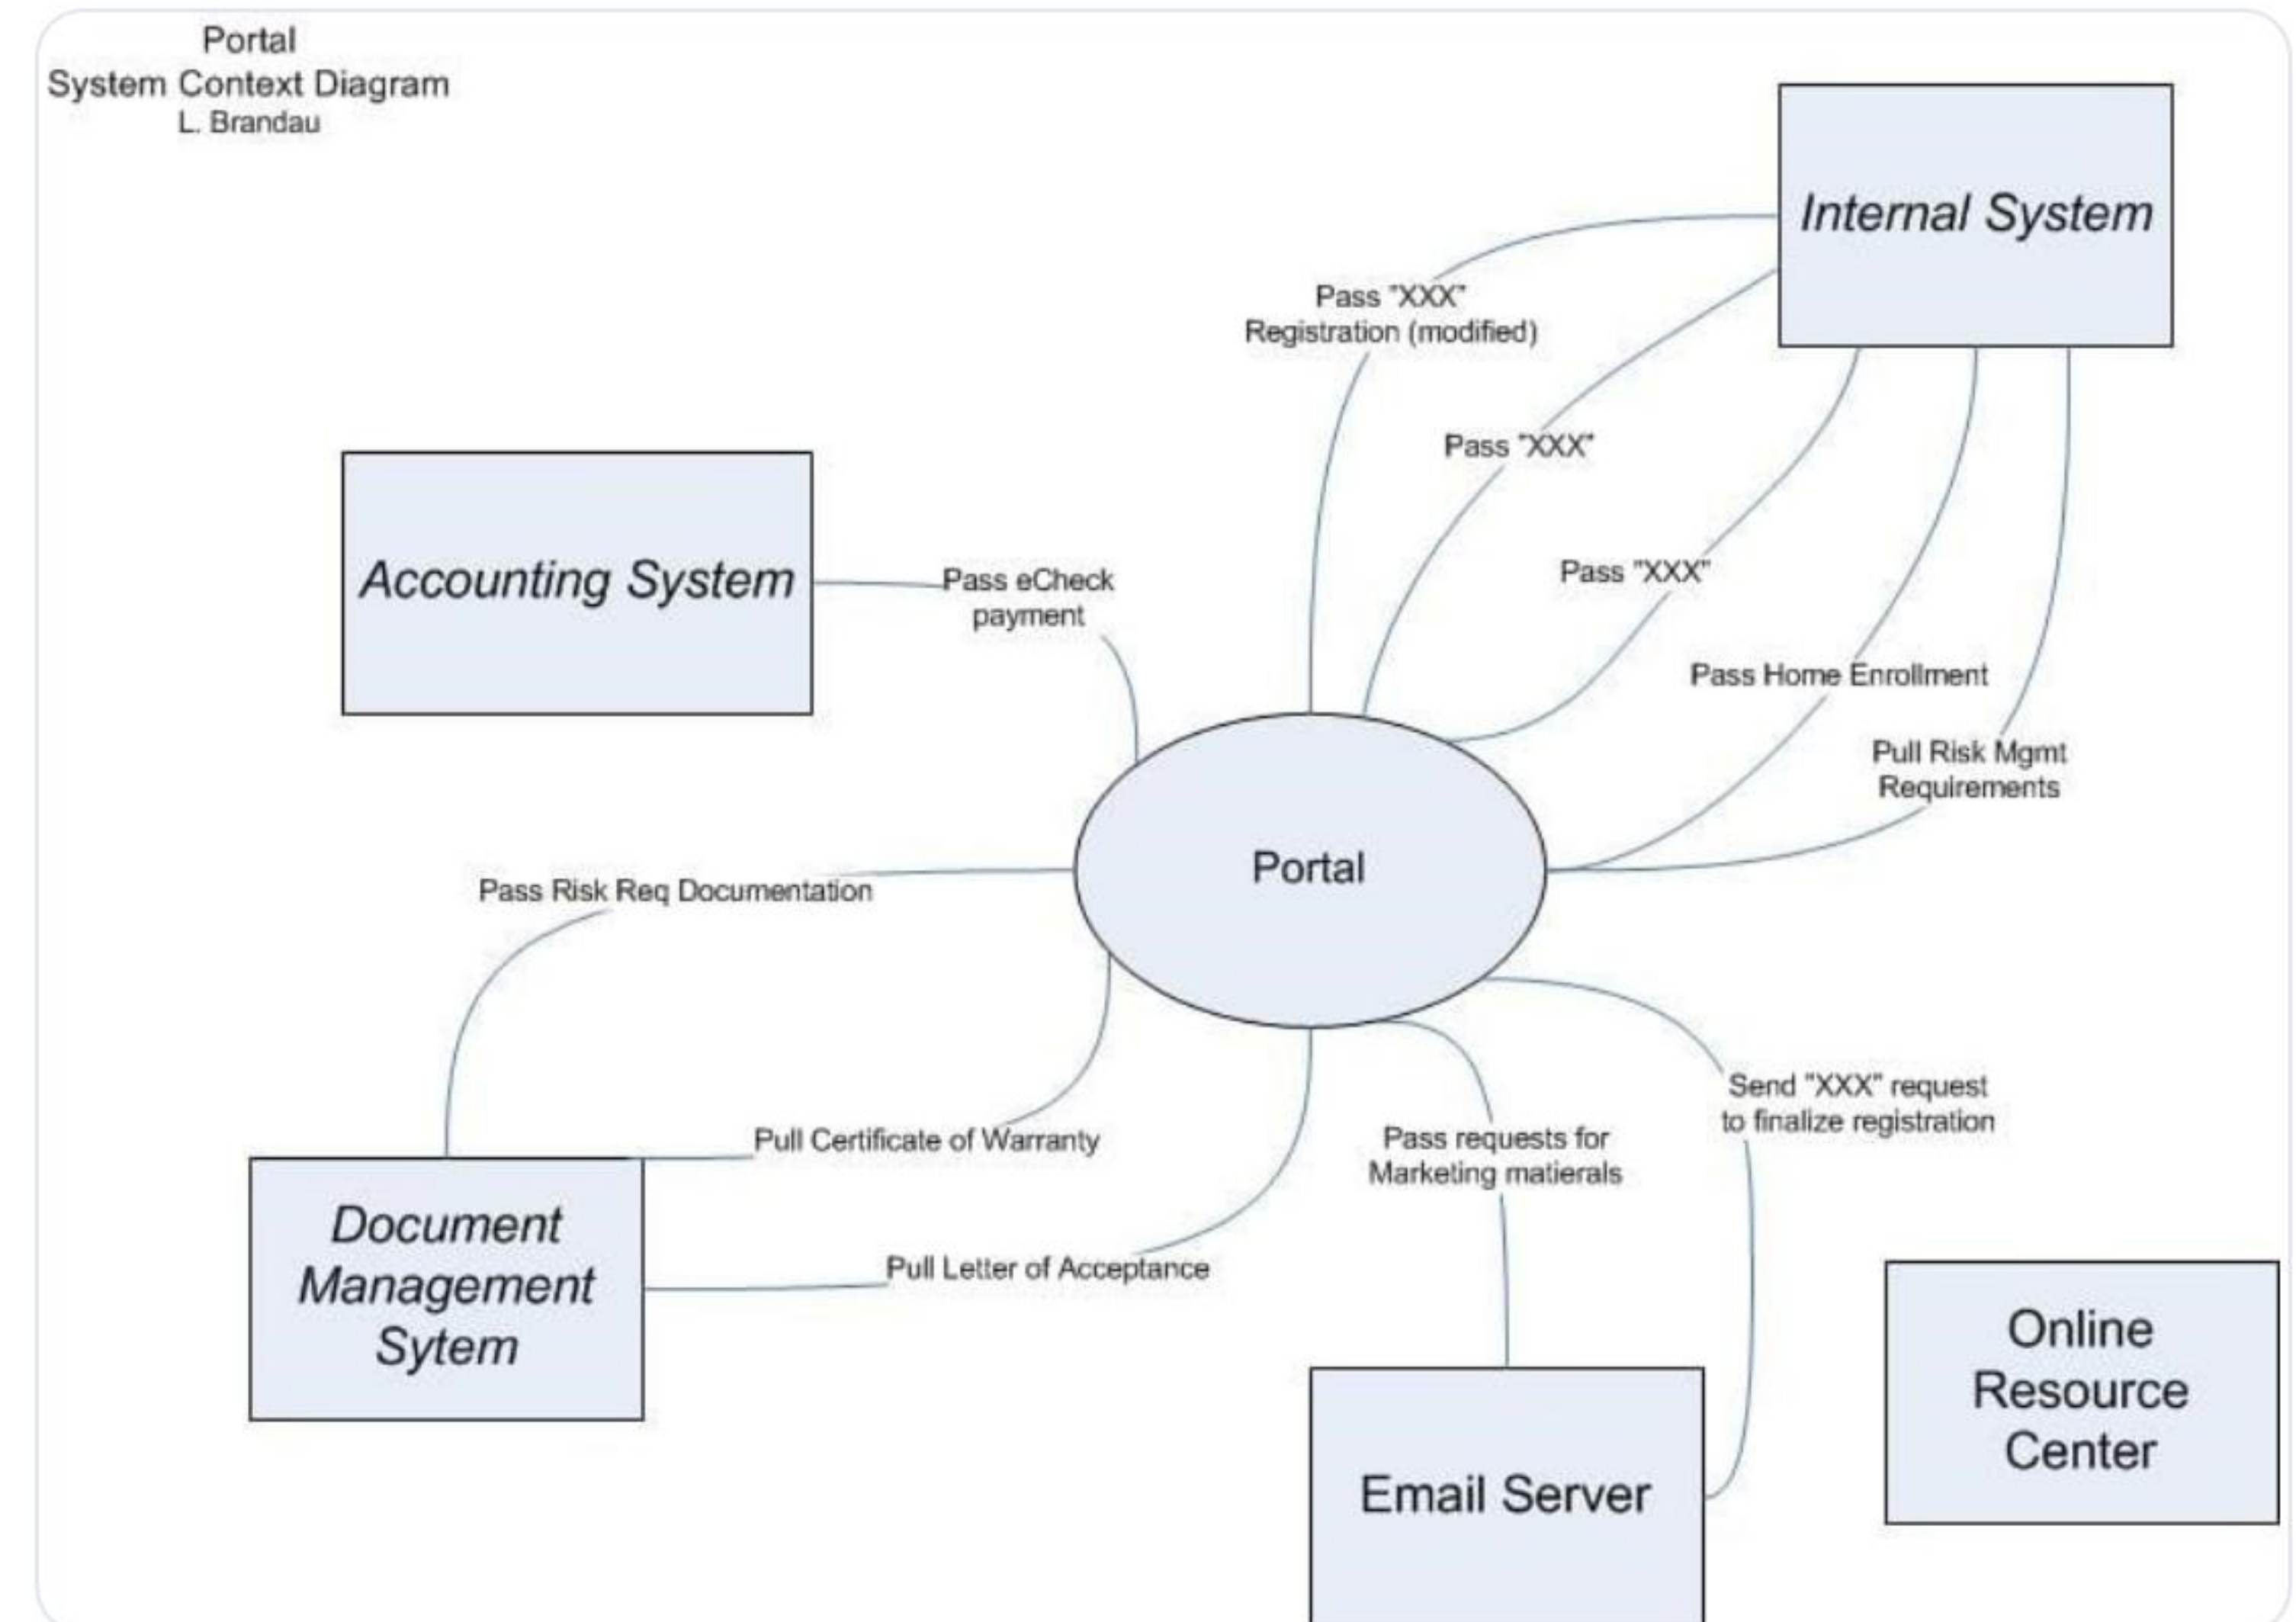 Portal
System Context Diagram
L. Brandau
Internal System
Pass "XXX"
Registration (modified)
Pass "XXX"
Accounting System
Pass eCheck
payment
Pass "XXX"
Pass Home Enrollment
Pull Risk Mgmt
Requirements
Portal
Pass Risk Req Documentation
Send "XXX" request
to finalize registration
Pull Certificate of Warranty
Pass requests for
Marketing matierals
Document
Management
Sytem
Pull Letter of Acceptance
Online
Resource
Center
Email Server